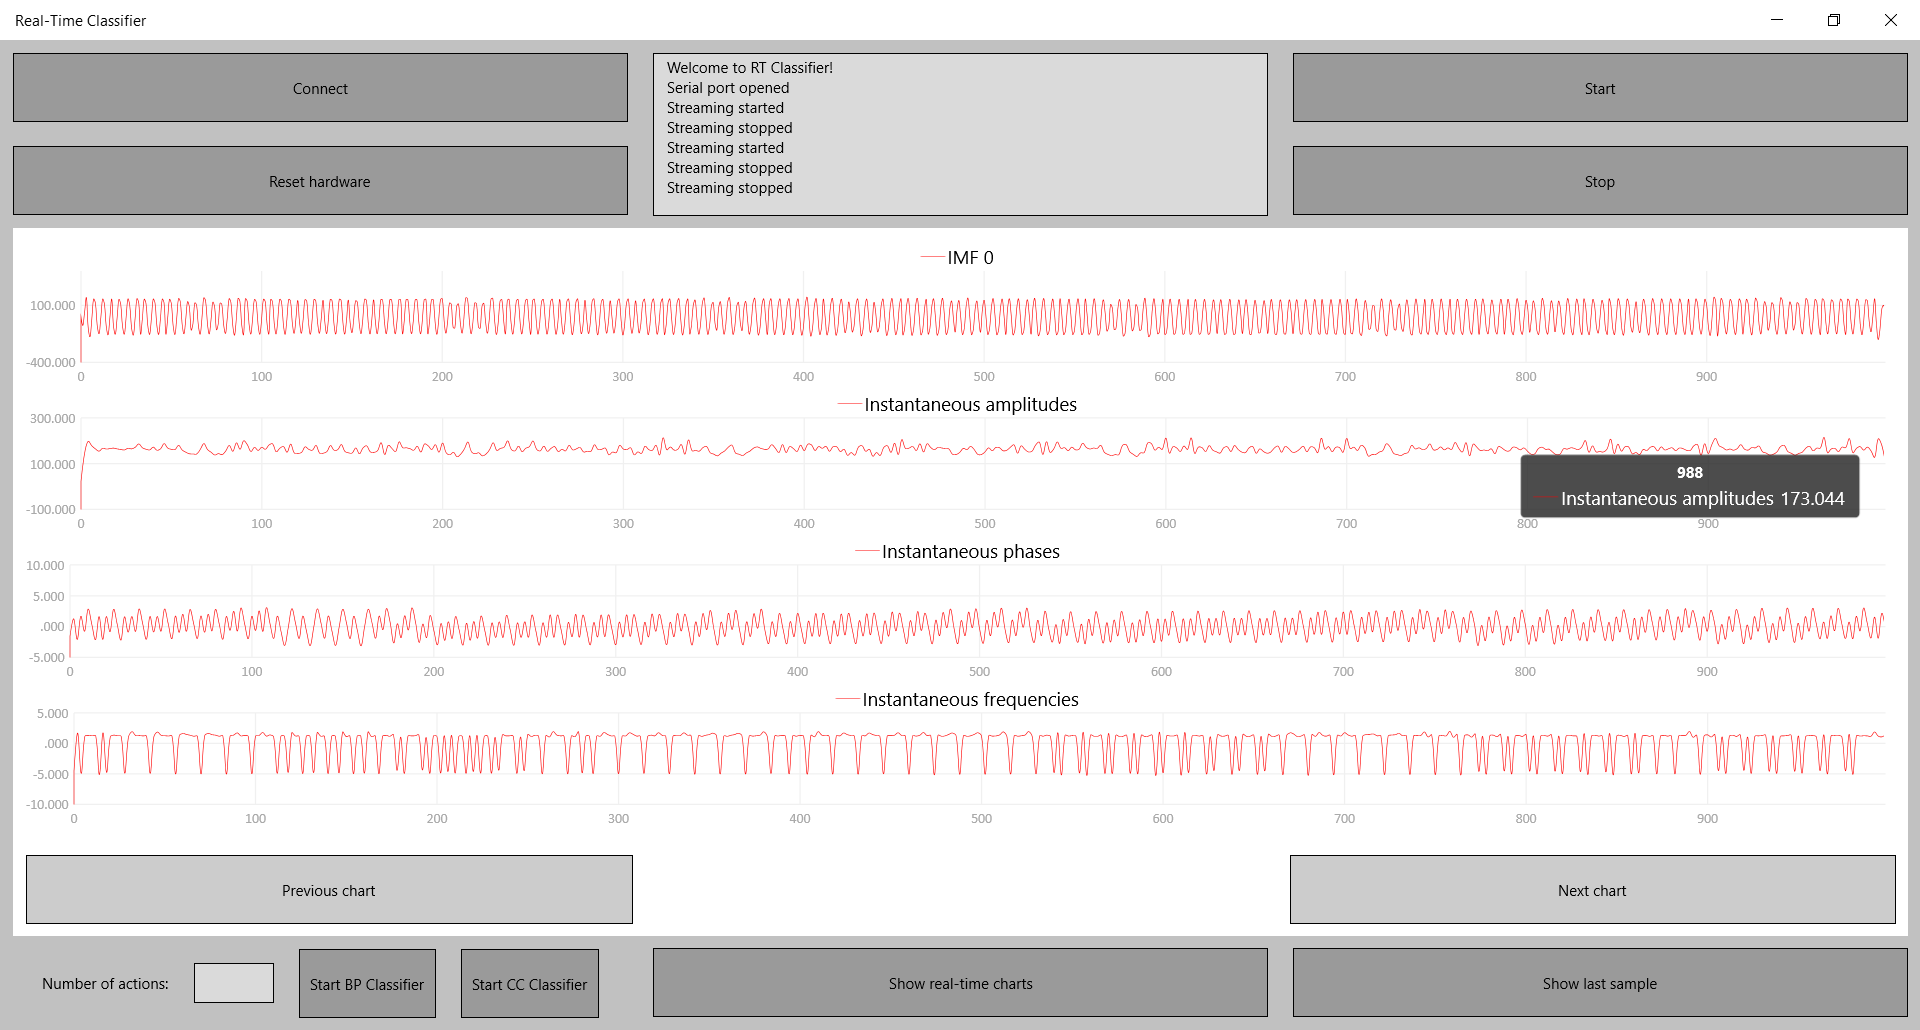 Real-Time Classifier
Connect
Reset hardware
Welcome to RT Classifier!
Serial port opened
Streaming started
Streaming stopped
Streaming started
Streaming stopped
Streaming stopped
Start
Stop
IMF 0
100.000
-400.000
0 100 200 300 400 500 600 700 800 900
Instantaneous amplitudes
300.000
100.000
-100.000
0 100 200 300 400 500 600 700 800 900
988
Instantaneous amplitudes 173.044
Instantaneous phases
10.000
5.000
.000
-5.000
0 100 200 300 400 500 600 700 800 900
Instantaneous frequencies
5.000
.000
-5.000
-10.000
0 100 200 300 400 500 600 700 800 900
Previous chart
Next chart
Number of actions:
Start BP Classifier
Start CC Classifier
Show real-time charts
Show last sample